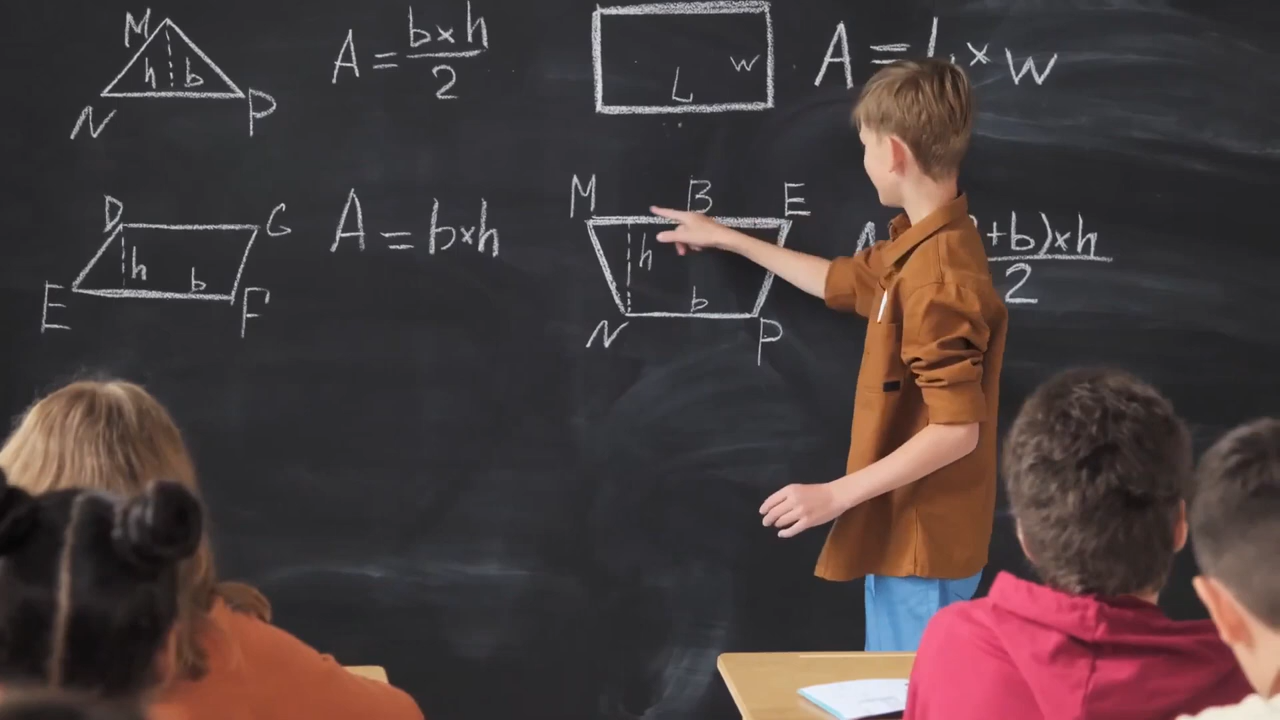 M
h b
N P
A = b×h/2
L w
A = L × w
D G
h b
E F
A = b×h
M B E
h
b
N P
+b)×h
2